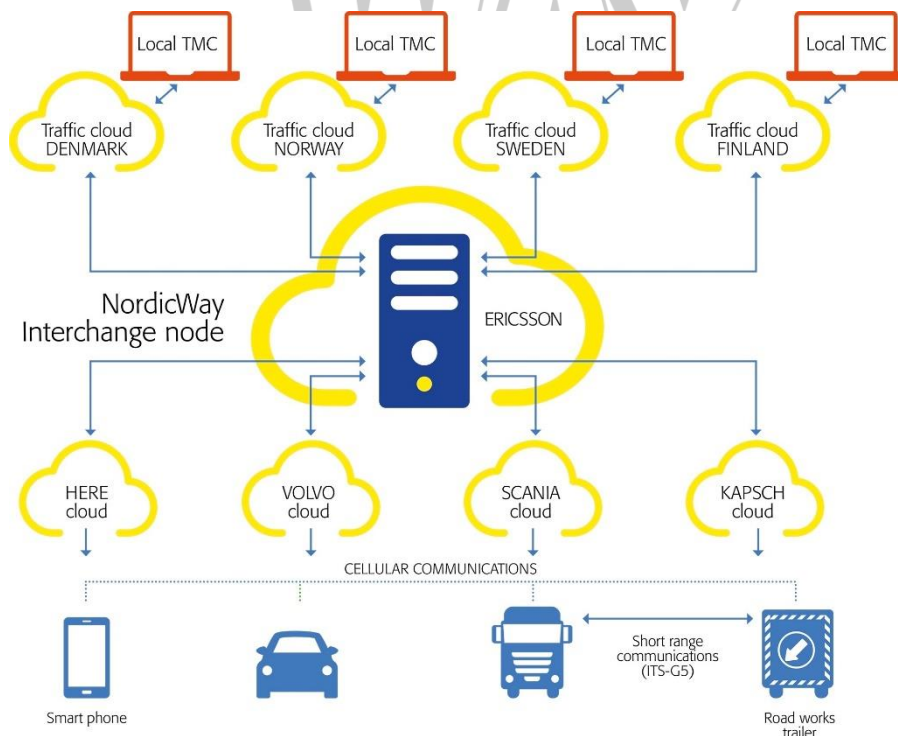 Local TMC
Local TMC
Local TMC
Local TMC
Traffic cloud
DENMARK
Traffic cloud
NORWAY
Traffic cloud
SWEDEN
Traffic cloud
FINLAND
NordicWay
Interchange node
ERICSSON
HERE
cloud
VOLVO
cloud
SCANIA
cloud
KAPSCH
cloud
CELLULAR COMMUNICATIONS
Short range
communications
(ITS-G5)
Smart phone
Road works
trailer